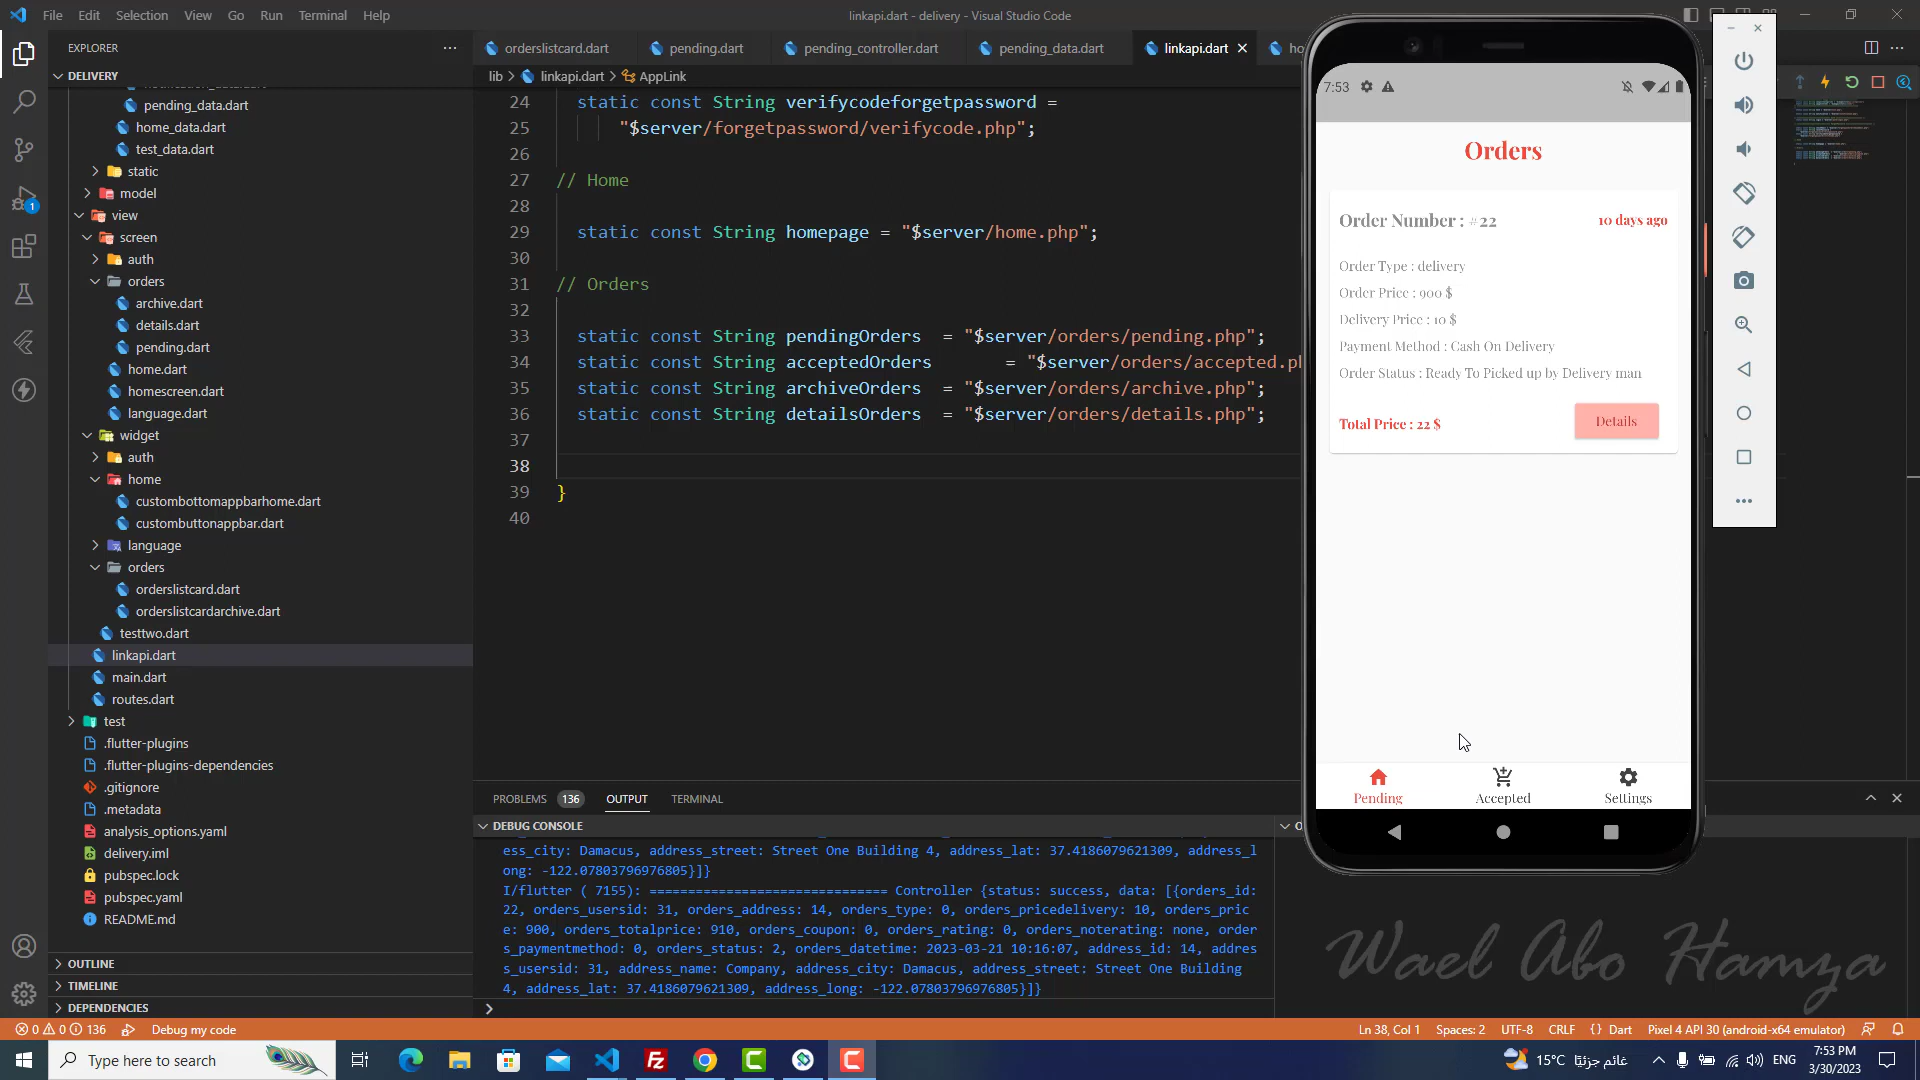 File Edit Selection View Go Run Terminal Help
linkapi.dart - delivery - Visual Studio Code
EXPLORER
DELIVERY
pending_data.dart
home_data.dart
test_data.dart
static
model
view
screen
auth
orders
archive.dart
details.dart
pending.dart
home.dart
homescreen.dart
language.dart
widget
auth
home
custombottomappbarhome.dart
custombuttonappbar.dart
language
orders
orderslistcard.dart
orderslistcardarchive.dart
testtwo.dart
linkapi.dart
main.dart
routes.dart
test
.flutter-plugins
.flutter-plugins-dependencies
.gitignore
.metadata
analysis_options.yaml
delivery.iml
pubspec.lock
pubspec.yaml
README.md
OUTLINE
TIMELINE
DEPENDENCIES
1
orderslistcard.dart pending.dart pending_controller.dart pending_data.dart linkapi.dart
lib > linkapi.dart > AppLink
24 static const String verifycodeforgetpassword =
25 "$server/forgetpassword/verifycode.php";
26
27 // Home
28
29 static const String homepage = "$server/home.php";
30
31 // Orders
32
33 static const String pendingOrders = "$server/orders/pending.php";
34 static const String acceptedOrders = "$server/orders/accepted.ph
35 static const String archiveOrders = "$server/orders/archive.php";
36 static const String detailsOrders = "$server/orders/details.php";
37
38
39 }
40
PROBLEMS 136 OUTPUT TERMINAL
DEBUG CONSOLE
ess_city: Damacus, address_street: Street One Building 4, address_lat: 37.4186079621309, address_l
ong: -122.07803796976805}]}
I/flutter ( 7155): =============================== Controller {status: success, data: [{orders_id:
22, orders_usersid: 31, orders_address: 14, orders_type: 0, orders_pricedelivery: 10, orders_pric
e: 900, orders_totalprice: 910, orders_coupon: 0, orders_rating: 0, orders_noterating: none, order
s_paymentmethod: 0, orders_status: 2, orders_datetime: 2023-03-21 10:16:07, address_id: 14, addres
s_usersid: 31, address_name: Company, address_city: Damacus, address_street: Street One Building
4, address_lat: 37.4186079621309, address_long: -122.07803796976805}]}
7:53
Orders
Order Number : #22 10 days ago
Order Type : delivery
Order Price : 900 $
Delivery Price : 10 $
Payment Method : Cash On Delivery
Order Status : Ready To Picked up by Delivery man
Total Price : 22 $ Details
Pending Accepted Settings
Wael Abo Hamza
0 0 136 Debug my code
Ln 38, Col 1 Spaces: 2 UTF-8 CRLF {} Dart Pixel 4 API 30 (android-x64 emulator)
Type here to search
15°C غائم جزئيًا ENG
7:53 PM
3/30/2023